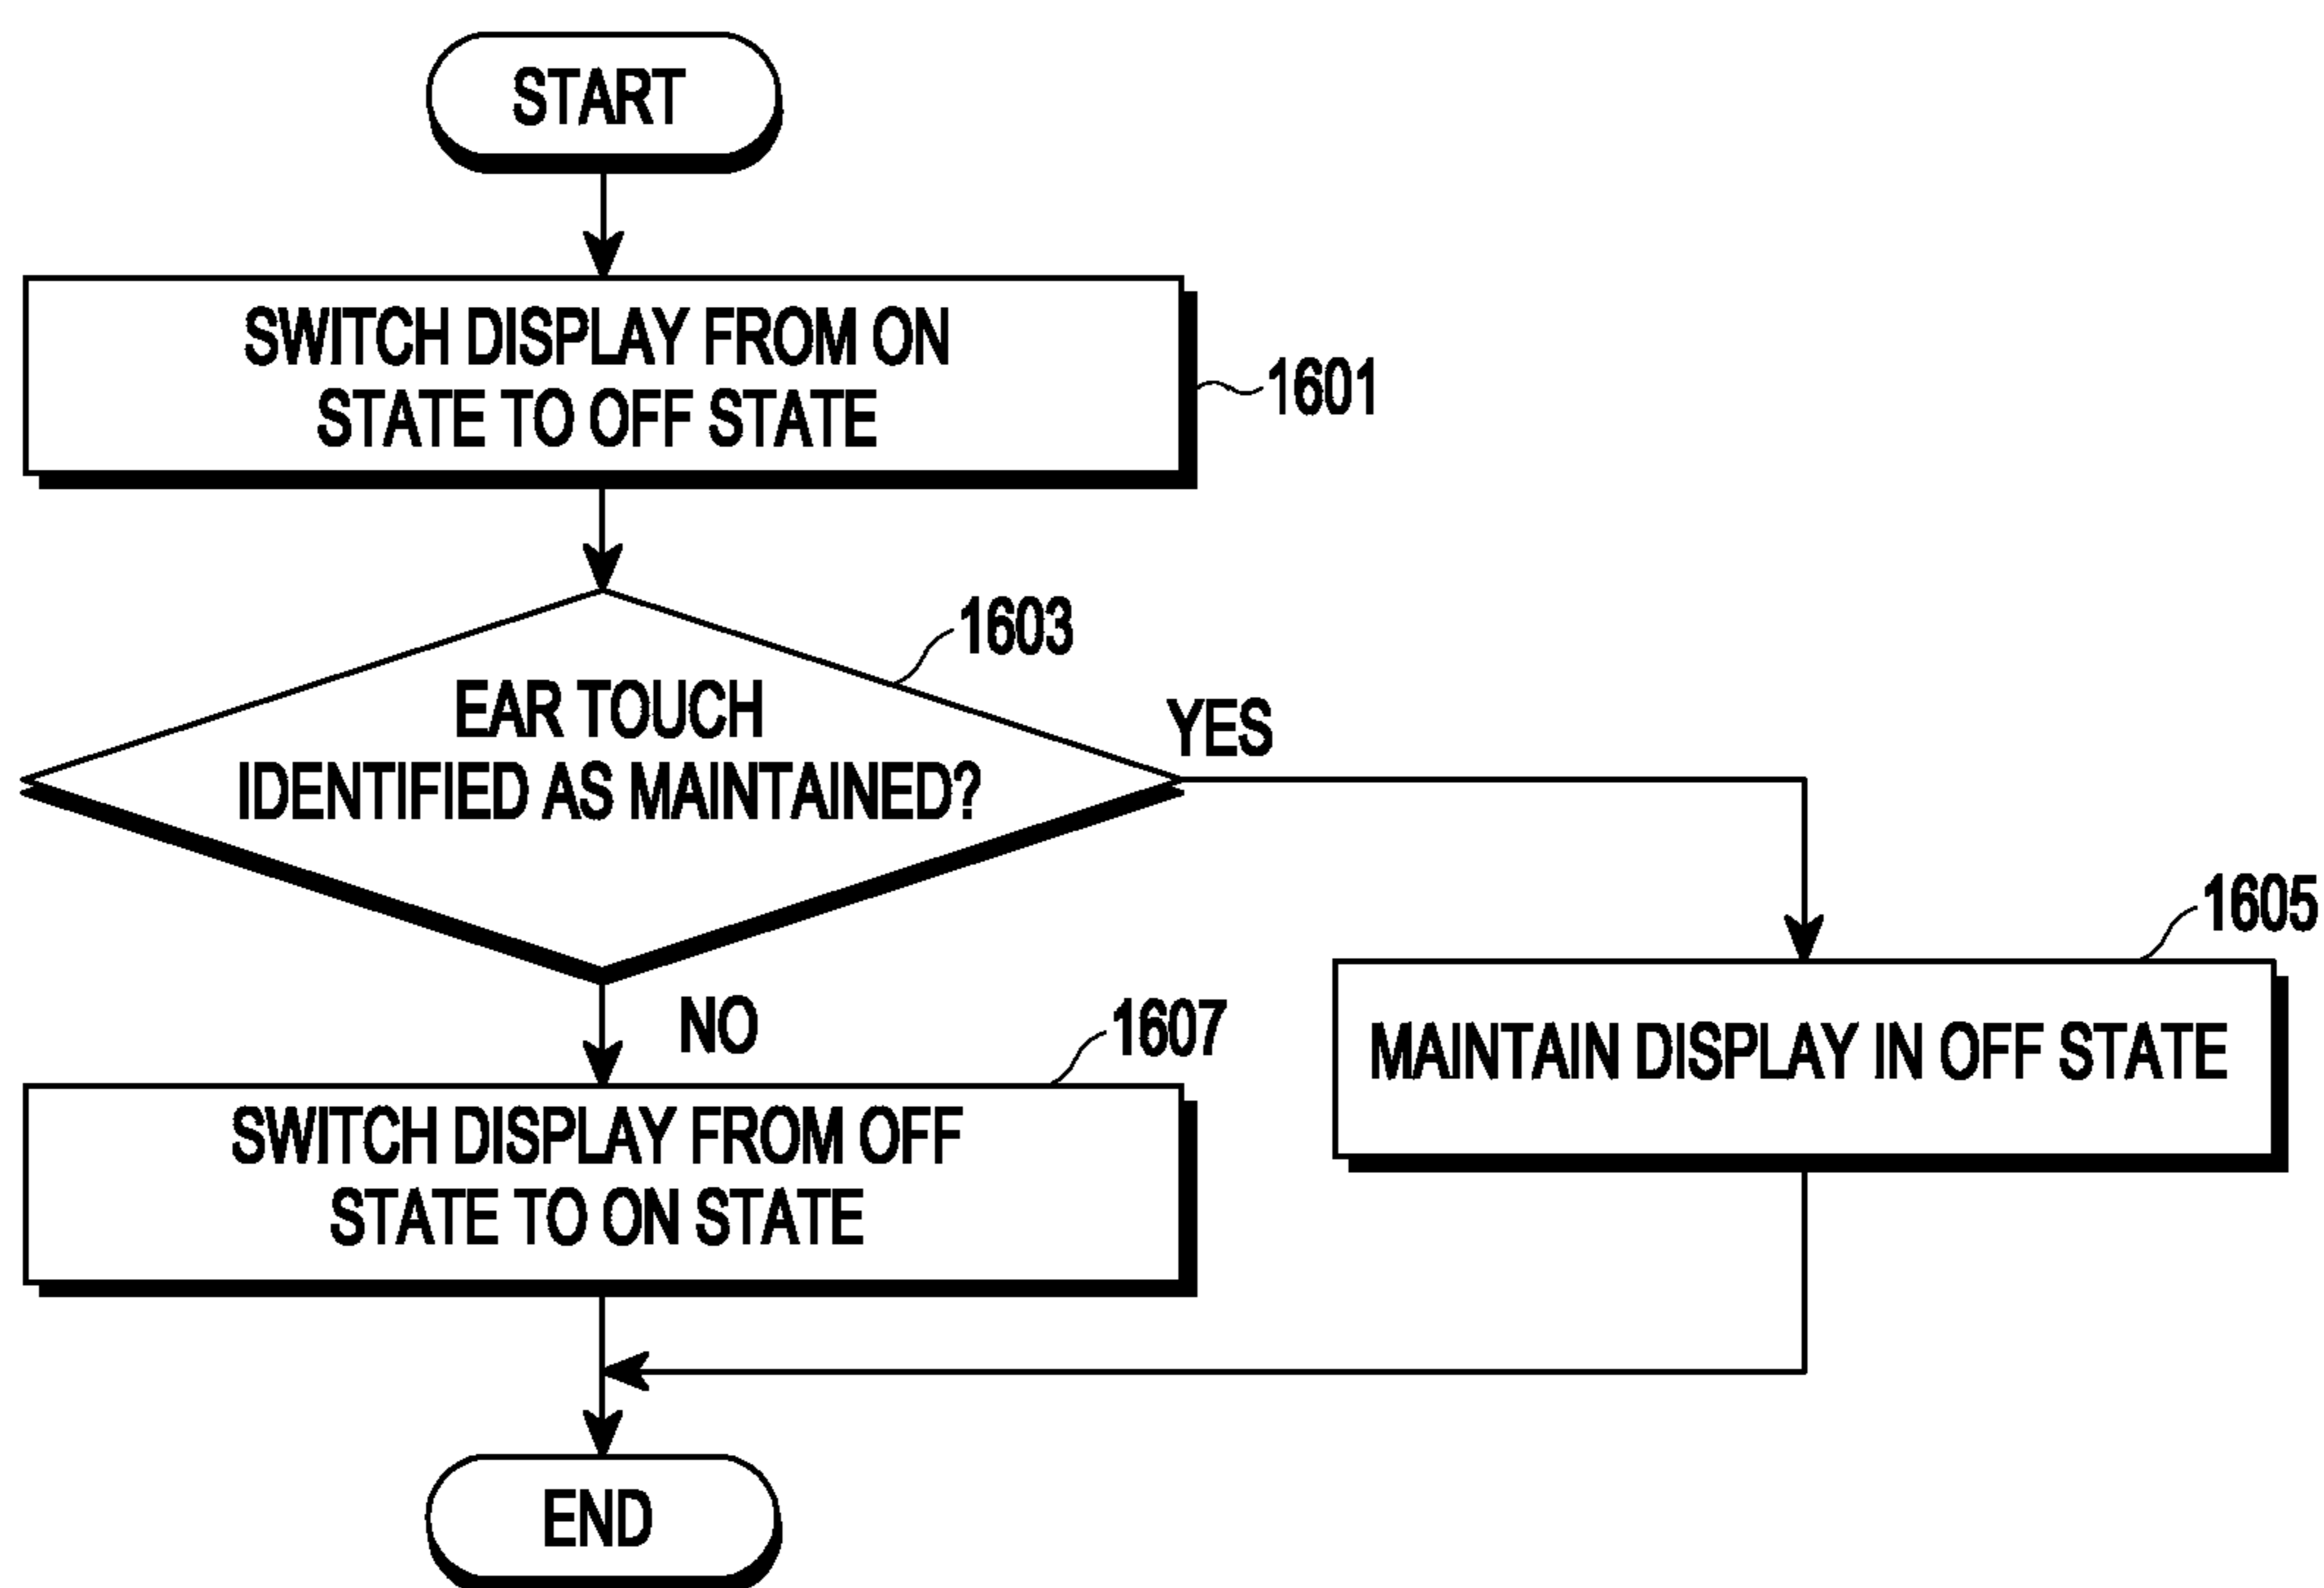 START
SWITCH DISPLAY FROM ON
STATE TO OFF STATE
1601
1603
EAR TOUCH
IDENTIFIED AS MAINTAINED?
YES
1605
MAINTAIN DISPLAY IN OFF STATE
NO
1607
SWITCH DISPLAY FROM OFF
STATE TO ON STATE
END